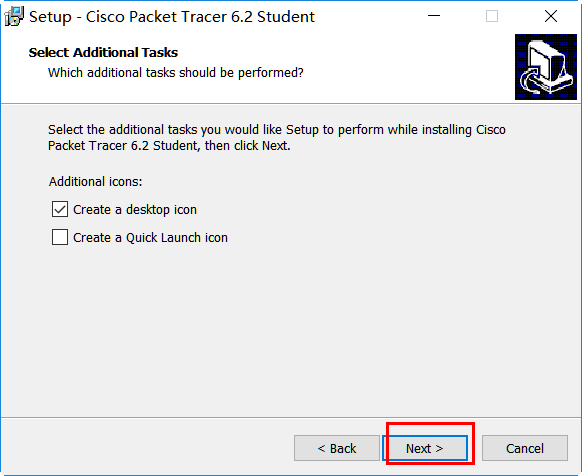 Setup - Cisco Packet Tracer 6.2 Student
Select Additional Tasks
Which additional tasks should be performed?
Select the additional tasks you would like Setup to perform while installing Cisco
Packet Tracer 6.2 Student, then click Next.
Additional icons:
Create a desktop icon
Create a Quick Launch icon
< Back
Next >
Cancel